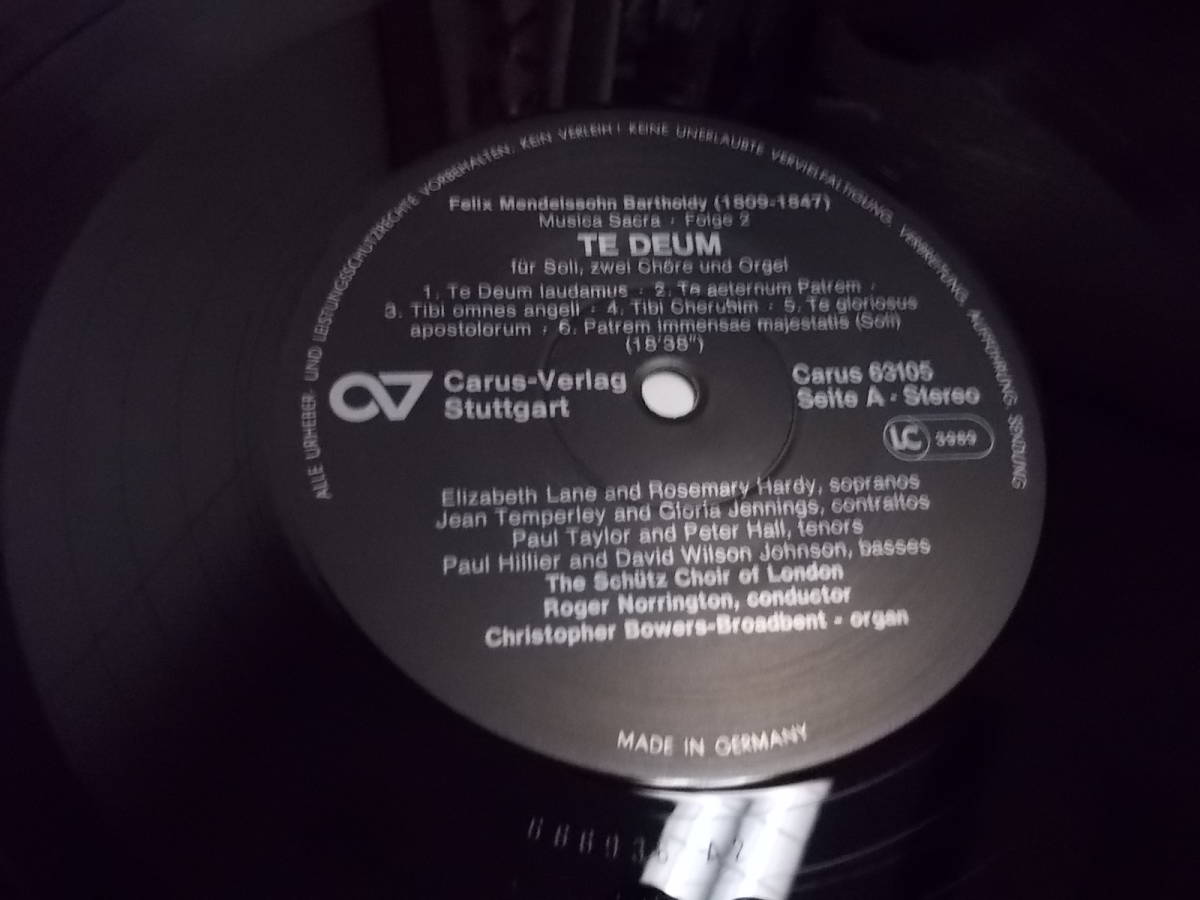 ALLE URHEBER- UND LEISTUNGSSCHUTZRECHTE VORBEHALTEN. KEIN VERLEIH! KEINE UNERLAUBTE VERVIELFÄLTIGUNG, VERMIETUNG, AUFFÜHRUNG, SENDUNG
Felix Mendelssohn Bartholdy (1809-1847)
Musica Sacra · Folge 2
TE DEUM
für Soli, zwei Chöre und Orgel
1. Te Deum laudamus · 2. Te aeternum Patrem ·
3. Tibi omnes angeli · 4. Tibi Cherubim · 5. Te gloriosus
apostolorum · 6. Patrem immensae majestatis (Soli)
(18'38")
Carus-Verlag
Stuttgart
Carus 63105
Seite A · Stereo
LC 3989
Elizabeth Lane and Rosemary Hardy, sopranos
Jean Temperley and Gloria Jennings, contraltos
Paul Taylor and Peter Hall, tenors
Paul Hillier and David Wilson Johnson, basses
The Schütz Choir of London
Roger Norrington, conductor
Christopher Bowers-Broadbent - organ
MADE IN GERMANY